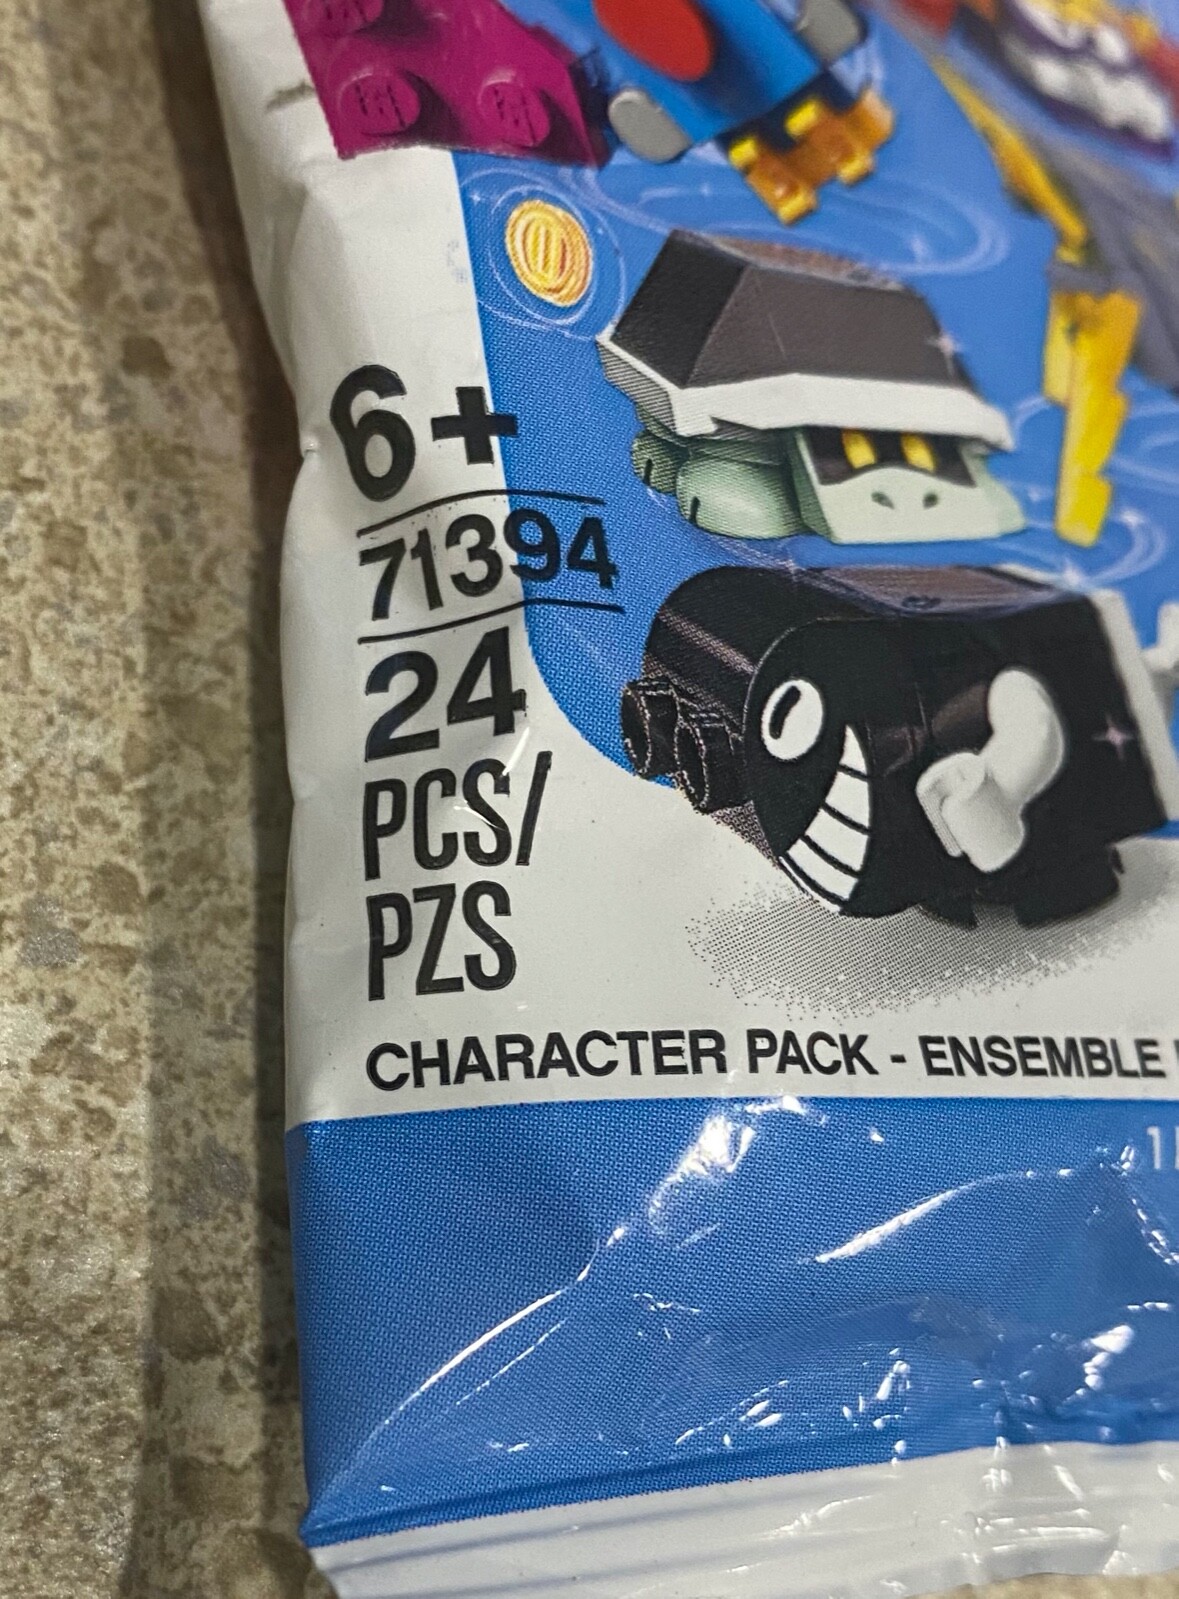 6+
71394
24
PCS/
PZS
CHARACTER PACK - ENSEMBLE